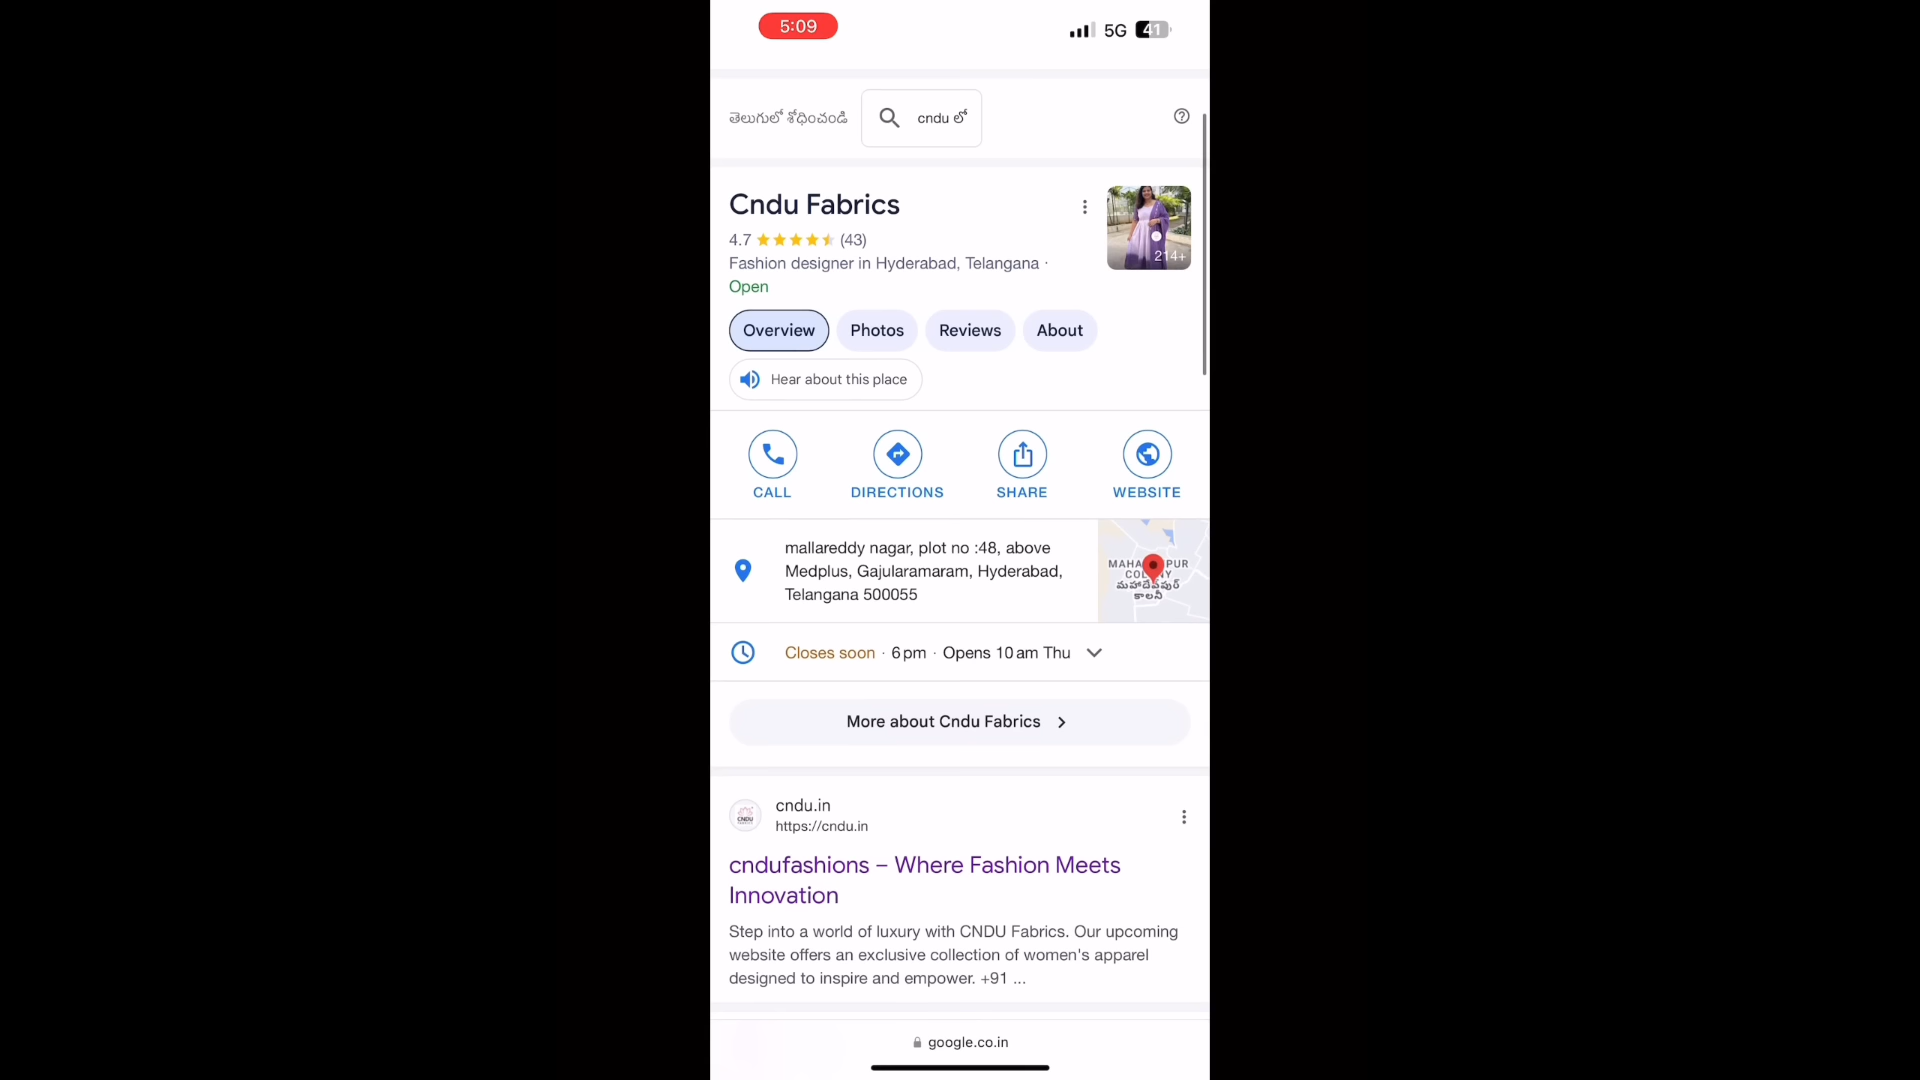 5:09
5G 41
తెలుగులో శోధించండి
cndu లో
Cndu Fabrics
4.7 (43)
Fashion designer in Hyderabad, Telangana ·
Open
214+
Overview Photos Reviews About
Hear about this place
CALL DIRECTIONS SHARE WEBSITE
mallareddy nagar, plot no :48, above
Medplus, Gajularamaram, Hyderabad,
Telangana 500055
మహాదేవ్‌పుర్
కాలనీ
Closes soon · 6 pm · Opens 10 am Thu
More about Cndu Fabrics
CNDU
cndu.in
https://cndu.in
cndufashions – Where Fashion Meets
Innovation
Step into a world of luxury with CNDU Fabrics. Our upcoming
website offers an exclusive collection of women's apparel
designed to inspire and empower. +91 ...
google.co.in